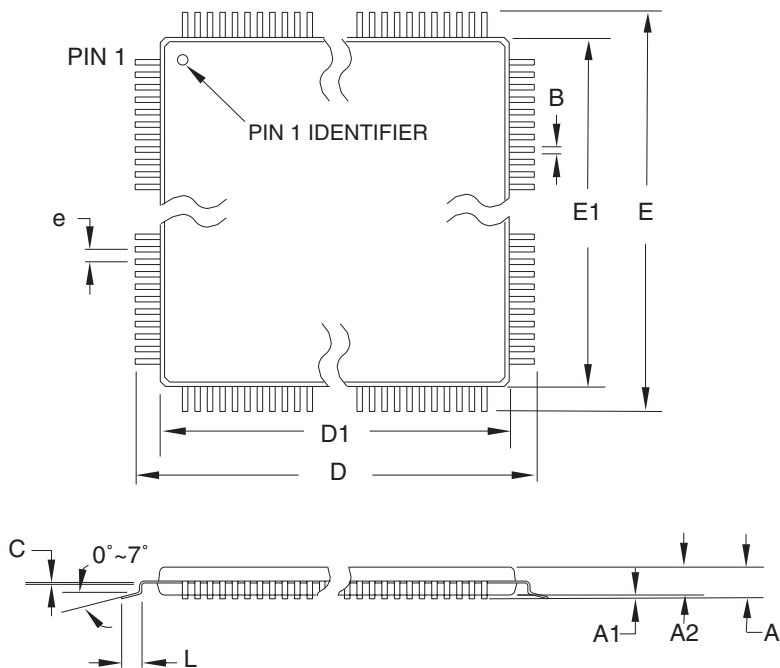 PIN 1
PIN 1 IDENTIFIER
B
e
E1
E
D1
D
C
0°~7°
L
A1
A2
A